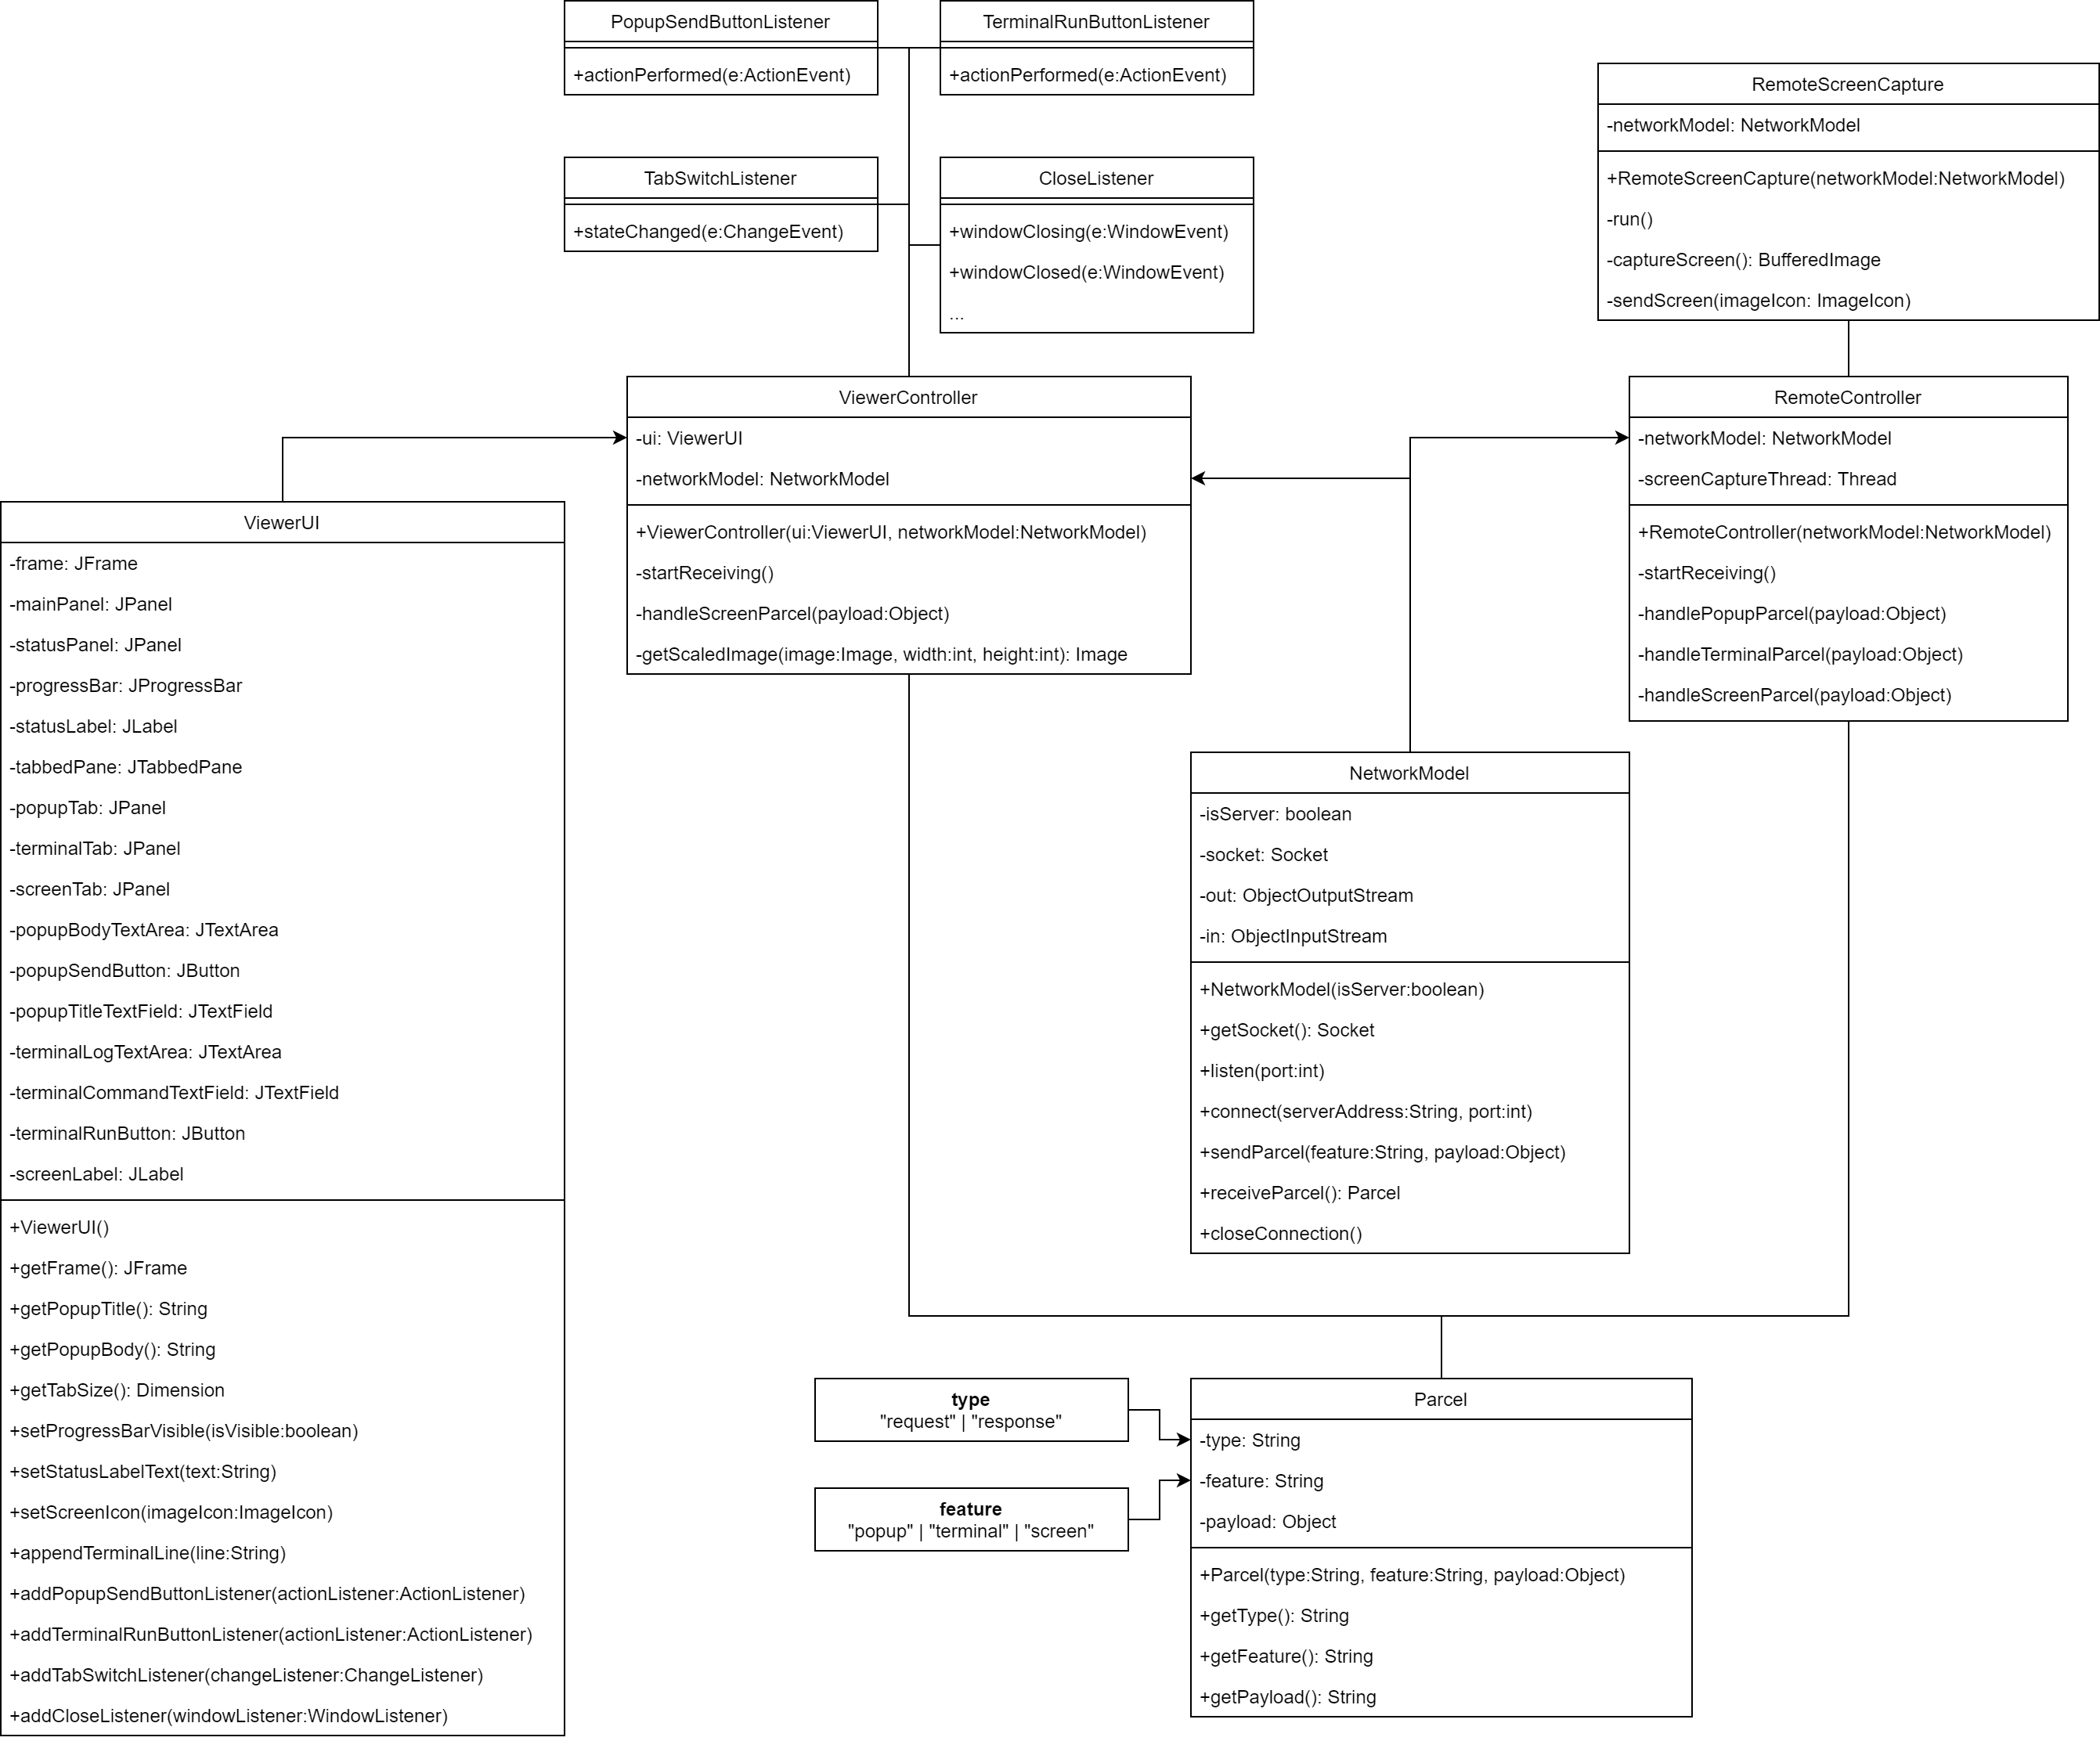 PopupSendButtonListener
+actionPerformed(e:ActionEvent)
TerminalRunButtonListener
+actionPerformed(e:ActionEvent)
TabSwitchListener
+stateChanged(e:ChangeEvent)
CloseListener
+windowClosing(e:WindowEvent)
+windowClosed(e:WindowEvent)
...
RemoteScreenCapture
-networkModel: NetworkModel
+RemoteScreenCapture(networkModel:NetworkModel)
-run()
-captureScreen(): BufferedImage
-sendScreen(imageIcon: ImageIcon)
ViewerController
-ui: ViewerUI
-networkModel: NetworkModel
+ViewerController(ui:ViewerUI, networkModel:NetworkModel)
-startReceiving()
-handleScreenParcel(payload:Object)
-getScaledImage(image:Image, width:int, height:int): Image
RemoteController
-networkModel: NetworkModel
-screenCaptureThread: Thread
+RemoteController(networkModel:NetworkModel)
-startReceiving()
-handlePopupParcel(payload:Object)
-handleTerminalParcel(payload:Object)
-handleScreenParcel(payload:Object)
ViewerUI
-frame: JFrame
-mainPanel: JPanel
-statusPanel: JPanel
-progressBar: JProgressBar
-statusLabel: JLabel
-tabbedPane: JTabbedPane
-popupTab: JPanel
-terminalTab: JPanel
-screenTab: JPanel
-popupBodyTextArea: JTextArea
-popupSendButton: JButton
-popupTitleTextField: JTextField
-terminalLogTextArea: JTextArea
-terminalCommandTextField: JTextField
-terminalRunButton: JButton
-screenLabel: JLabel
+ViewerUI()
+getFrame(): JFrame
+getPopupTitle(): String
+getPopupBody(): String
+getTabSize(): Dimension
+setProgressBarVisible(isVisible:boolean)
+setStatusLabelText(text:String)
+setScreenIcon(imageIcon:ImageIcon)
+appendTerminalLine(line:String)
+addPopupSendButtonListener(actionListener:ActionListener)
+addTerminalRunButtonListener(actionListener:ActionListener)
+addTabSwitchListener(changeListener:ChangeListener)
+addCloseListener(windowListener:WindowListener)
NetworkModel
-isServer: boolean
-socket: Socket
-out: ObjectOutputStream
-in: ObjectInputStream
+NetworkModel(isServer:boolean)
+getSocket(): Socket
+listen(port:int)
+connect(serverAddress:String, port:int)
+sendParcel(feature:String, payload:Object)
+receiveParcel(): Parcel
+closeConnection()
type
"request" | "response"
feature
"popup" | "terminal" | "screen"
Parcel
-type: String
-feature: String
-payload: Object
+Parcel(type:String, feature:String, payload:Object)
+getType(): String
+getFeature(): String
+getPayload(): String